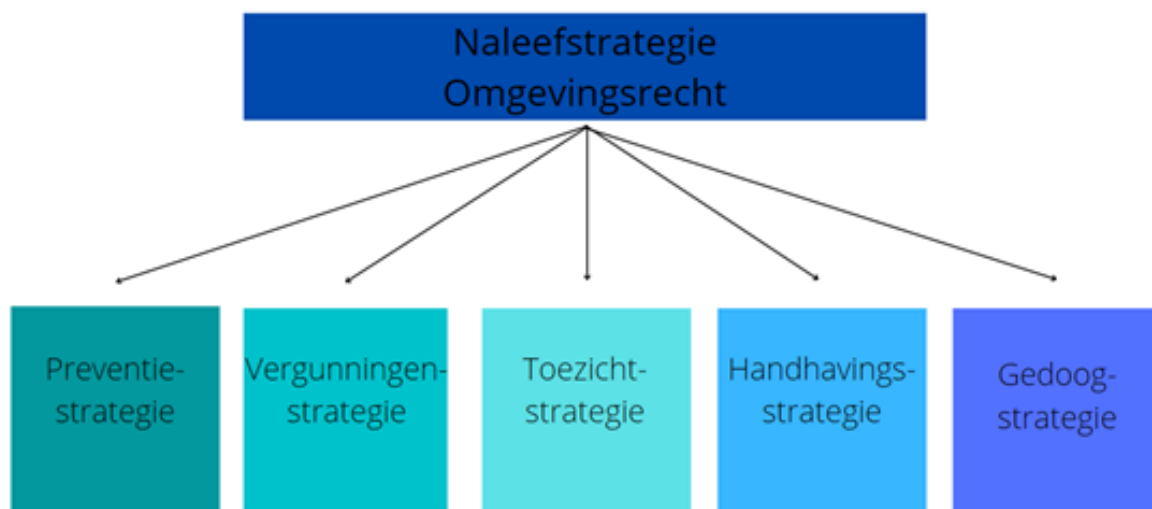 Naleefstrategie
Omgevingsrecht
Preventie-
strategie
Vergunningen-
strategie
Toezicht-
strategie
Handhavings-
strategie
Gedoog-
strategie